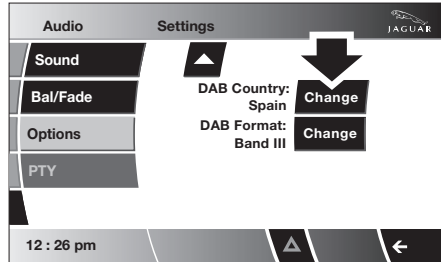 Audio
Settings
JAGUAR
Sound
Bal/Fade
Options
PTY
DAB Country:
Spain
Change
DAB Format:
Band III
Change
12 : 26 pm